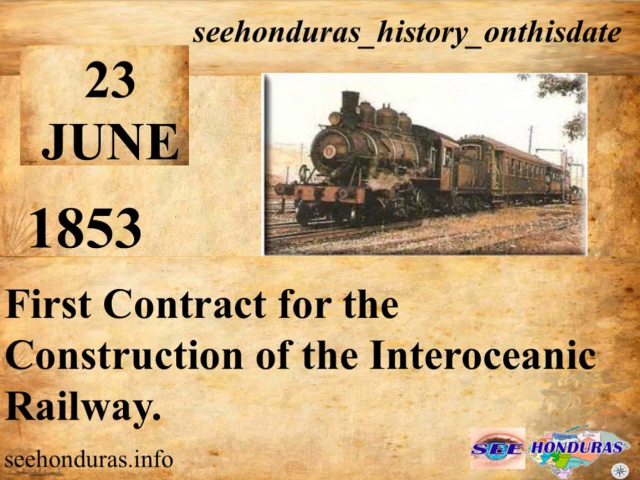 seehonduras_history_onthisdate
23
JUNE
1853
First Contract for the
Construction of the Interoceanic
Railway.
seehonduras.info
SEE HONDURAS